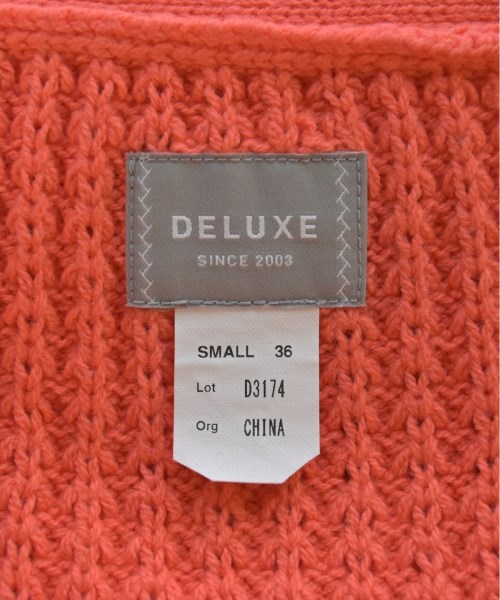 DELUXE
SINCE 2003
SMALL 36
Lot D3174
Org CHINA